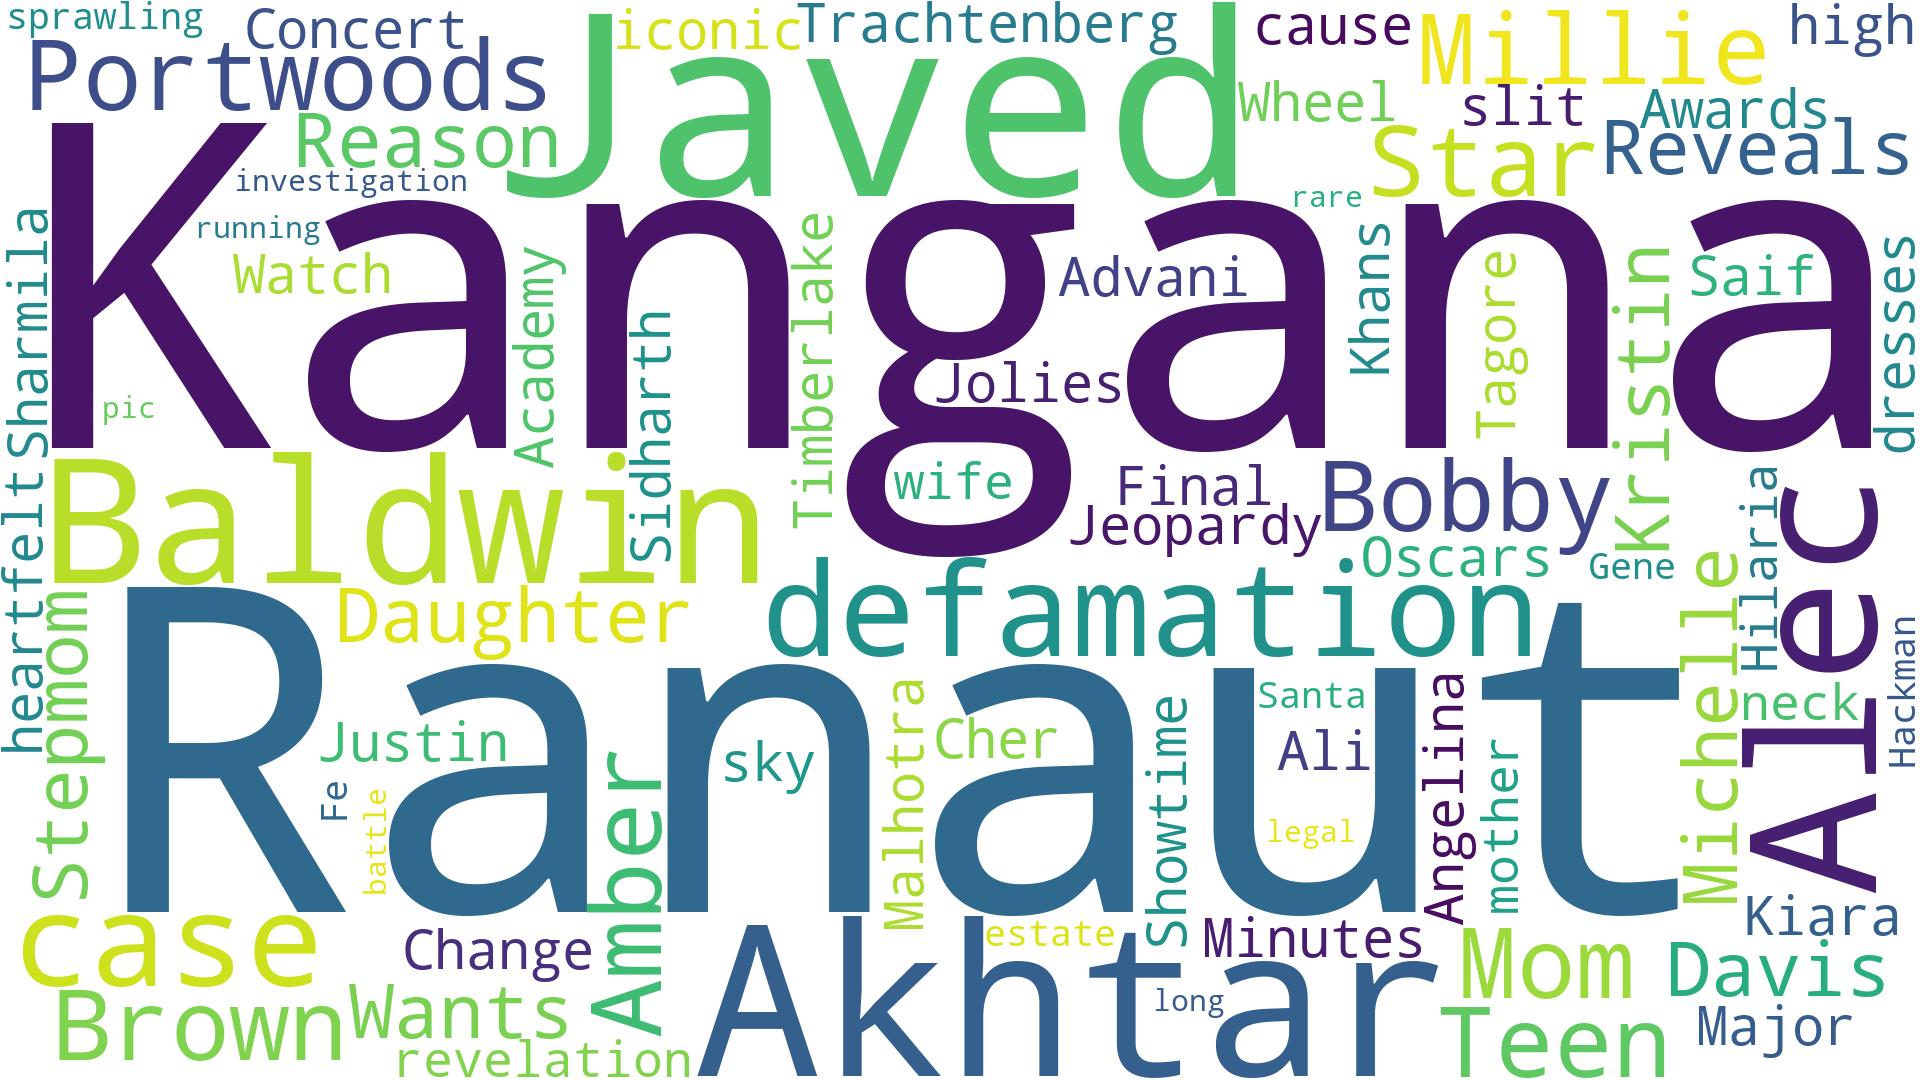 sprawling
Concert
iconic
Trachtenberg
cause
Millie
high
Portwoods
Javed
Wheel
slit
Awards
Reason
Star
Reveals
investigation
Kangana
rare
running
Watch
Sharmila
Academy
Timberlake
Advani
Khans
Tagore
Kristin
Saif
dresses
Sidharth
Jolies
pic
Baldwin
wife
Final
Bobby
Jeopardy
Oscars
Gene
Hilaria
Alec
heartfelt
Stepmom
Daughter
defamation
Michelle
Ranaut
Hackman
Santa
neck
Justin
sky
Malhotra
Cher
Showtime
Ali
Angelina
mother
Fe
battle
Amber
legal
case
Change
Akhtar
estate
Minutes
Mom
Kiara
Davis
Brown
Wants
long
Teen
Major
revelation